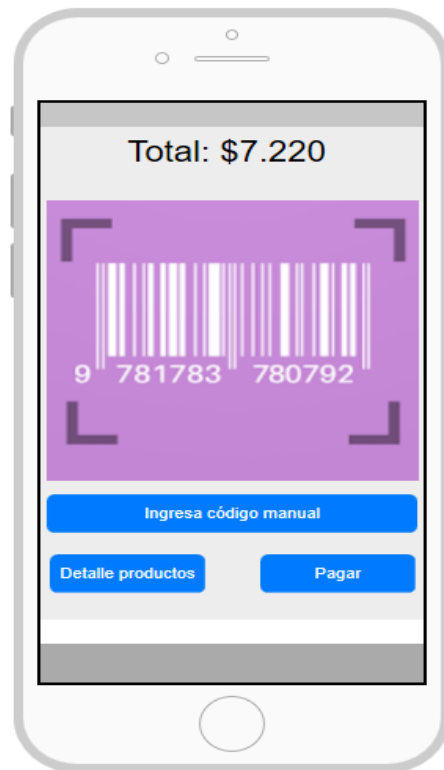 Total: $7.220
9 781783 780792
Ingresa código manual
Detalle productos Pagar